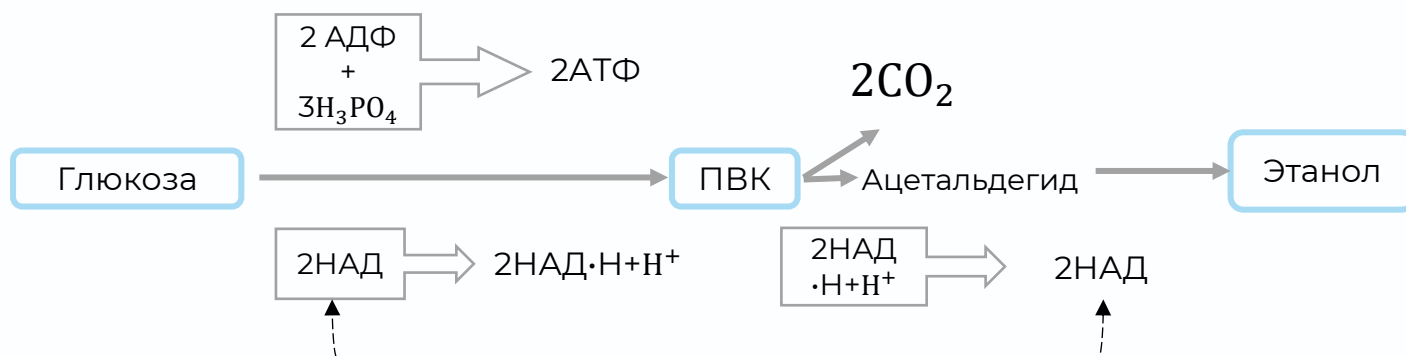 2 АДФ
+
3H₃PO₄
2АТФ
2CO₂
Глюкоза
ПВК
Ацетальдегид
Этанол
2НАД
2НАД·Н+H⁺
2НАД
·Н+H⁺
2НАД